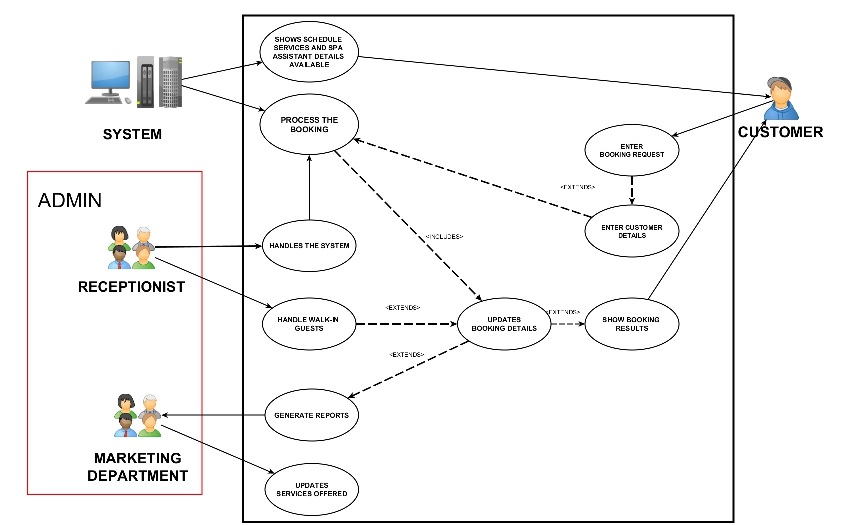 SHOWS SCHEDULE
SERVICES AND SPA
ASSISTANT DETAILS
AVAILABLE
SYSTEM
PROCESS THE
BOOKING
CUSTOMER
ENTER
BOOKING REQUEST
<EXTENDS>
ADMIN
RECEPTIONIST
HANDLES THE SYSTEM
<INCLUDES>
ENTER CUSTOMER
DETAILS
HANDLE WALK-IN
GUESTS
<EXTENDS>
UPDATES
BOOKING DETAILS
<EXTENDS>
SHOW BOOKING
RESULTS
<EXTENDS>
GENERATE REPORTS
MARKETING
DEPARTMENT
UPDATES
SERVICES OFFERED